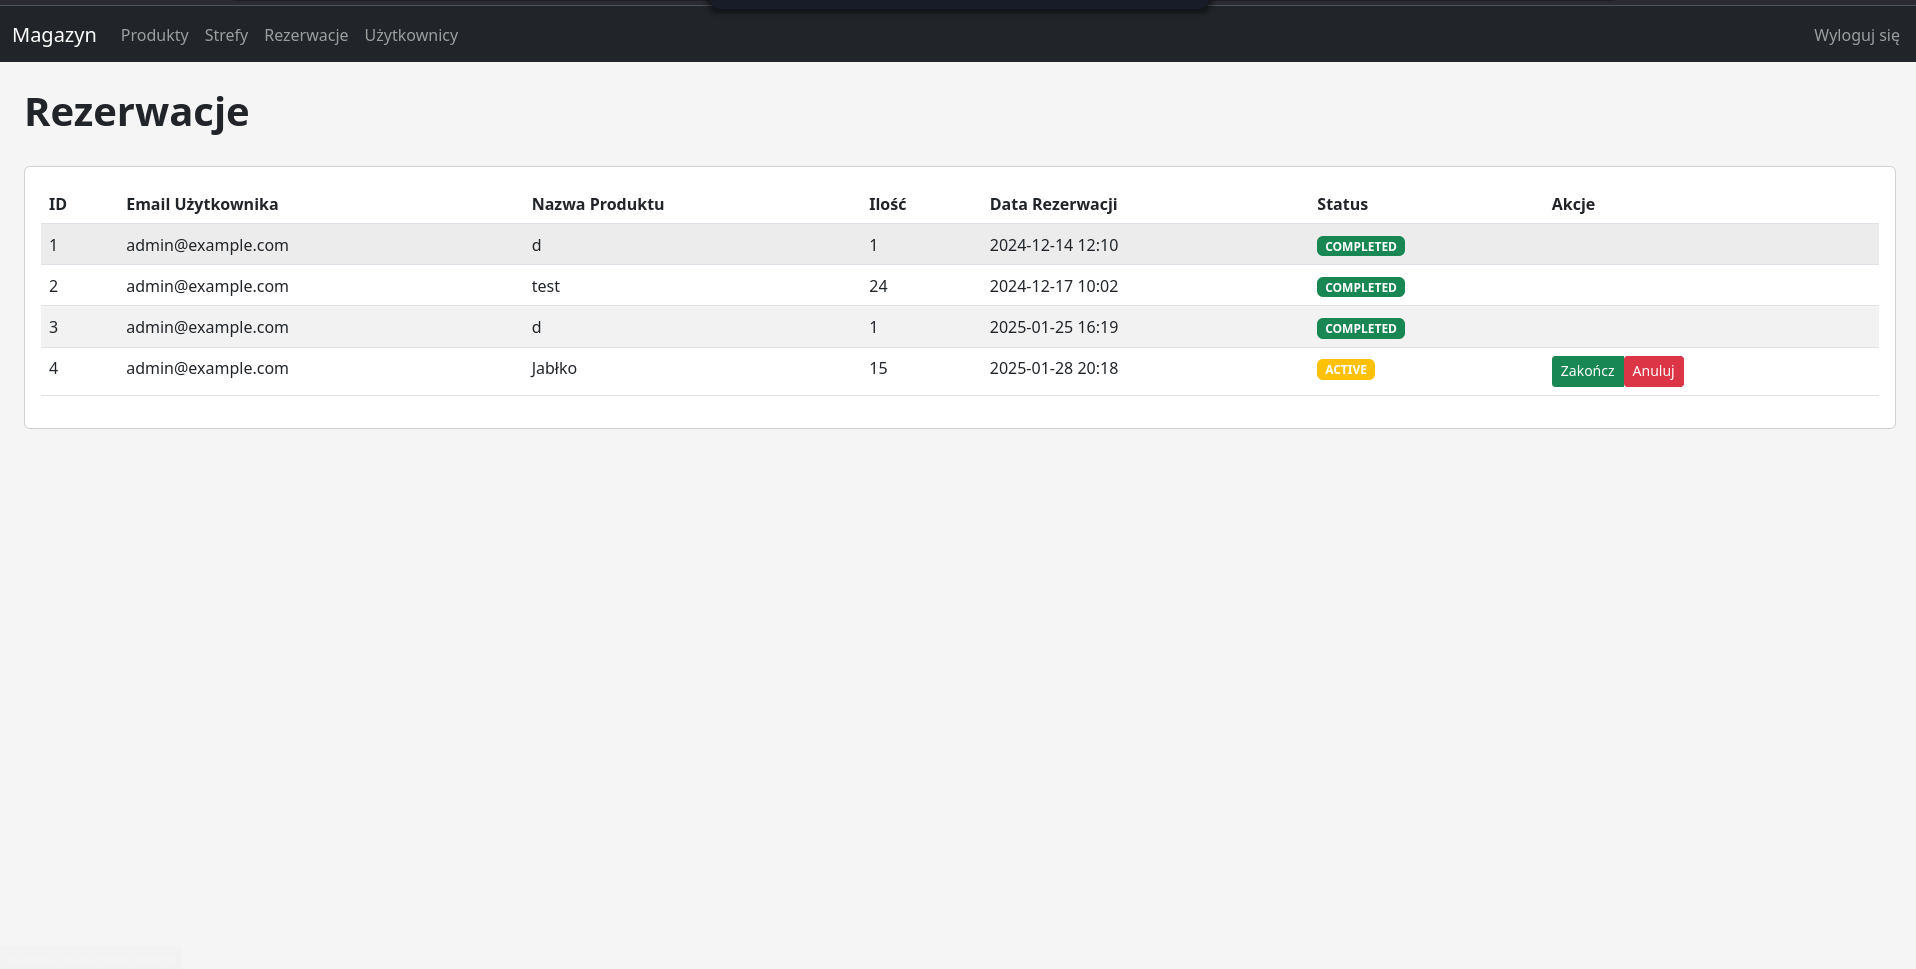 Magazyn Produkty Strefy Rezerwacje Użytkownicy Wyloguj się
Rezerwacje
ID Email Użytkownika Nazwa Produktu Ilość Data Rezerwacji Status Akcje
1 admin@example.com d 1 2024-12-14 12:10 COMPLETED
2 admin@example.com test 24 2024-12-17 10:02 COMPLETED
3 admin@example.com d 1 2025-01-25 16:19 COMPLETED
4 admin@example.com Jabłko 15 2025-01-28 20:18 ACTIVE Zakończ Anuluj